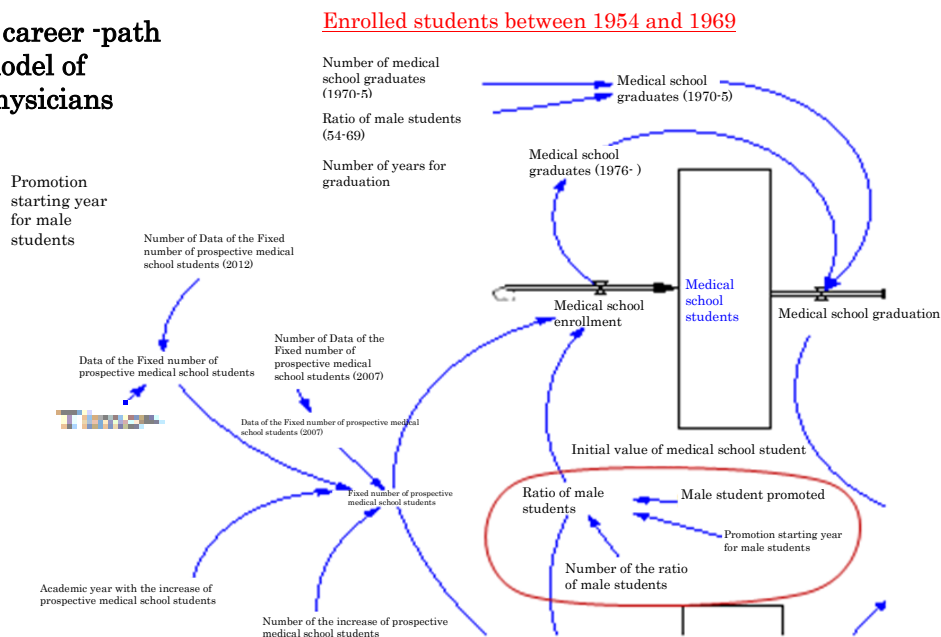 Enrolled students between 1954 and 1969
career -path
odel of
hysicians
Number of medical
school graduates
(1970-5)
Medical school
graduates (1970-5)
Ratio of male students
(54-69)
Number of years for
graduation
Medical school
graduates (1976- )
Promotion
starting year
for male
students
Number of Data of the Fixed
number of prospective medical
school students (2012)
Medical
school
students
Medical school
enrollment
Medical school graduation
Number of Data of the
Fixed number of
prospective medical
school students (2007)
Data of the Fixed number of
prospective medical school students
Data of the Fixed number of prospective medical
school students (2007)
Initial value of medical school student
Fixed number of prospective
medical school students
Ratio of male
students
Male student promoted
Promotion starting year
for male students
Number of the ratio
of male students
Academic year with the increase of
prospective medical school students
Number of the increase of prospective
medical school students